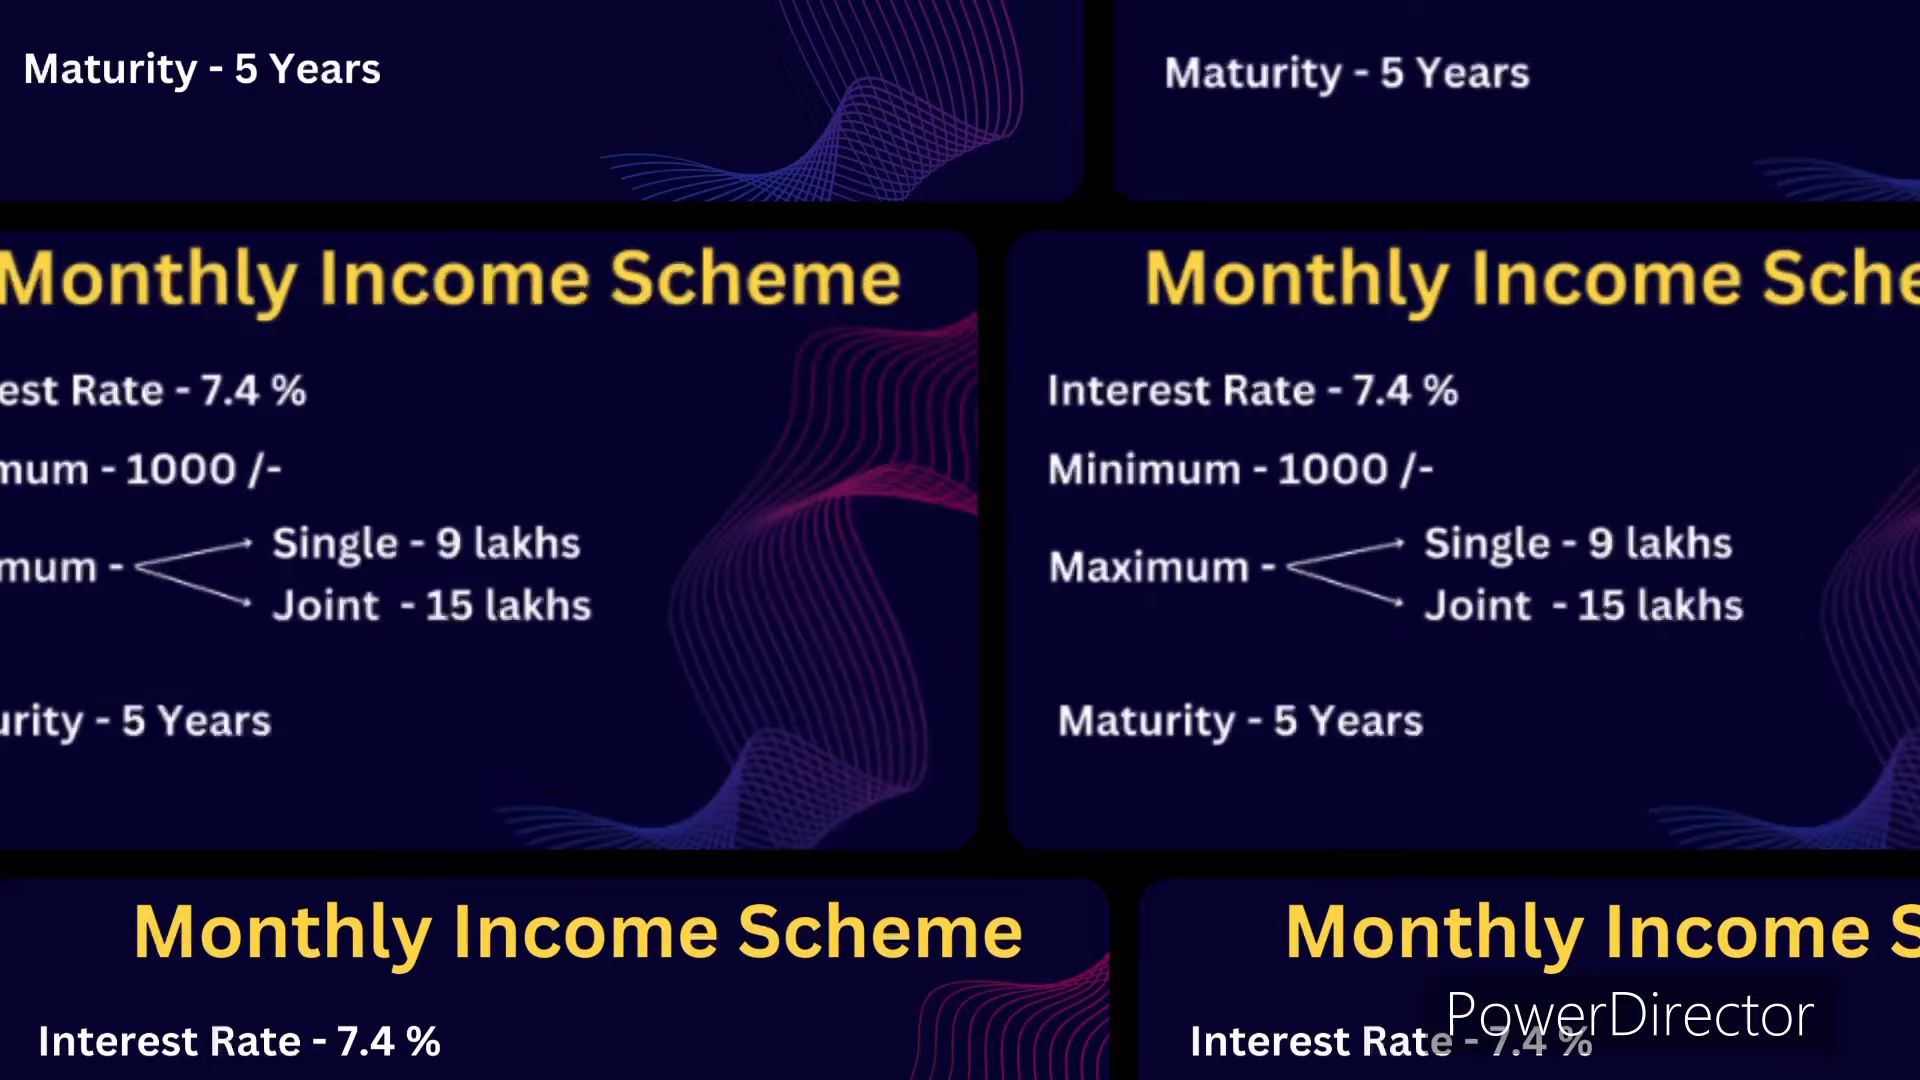 Maturity - 5 Years
Maturity - 5 Years
Monthly Income Scheme
est Rate - 7.4 %
mum - 1000 /-
mum -
Single - 9 lakhs
Joint - 15 lakhs
urity - 5 Years
Monthly Income Sche
Interest Rate - 7.4 %
Minimum - 1000 /-
Maximum -
Single - 9 lakhs
Joint - 15 lakhs
Maturity - 5 Years
Monthly Income Scheme
Interest Rate - 7.4 %
Monthly Income S
Interest Rate - 7.4 %
PowerDirector